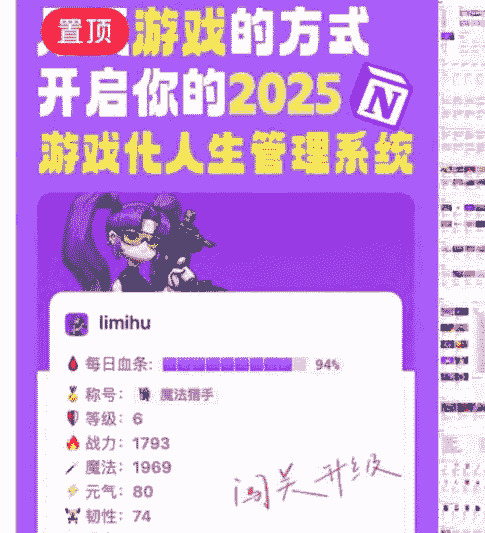 置顶
游戏的方式
开启你的2025
游戏化人生管理系统
limihu
每日血条: 94%
称号: 魔法猎手
等级: 6
战力: 1793
魔法: 1969
元气: 80
韧性: 74
闯关升级